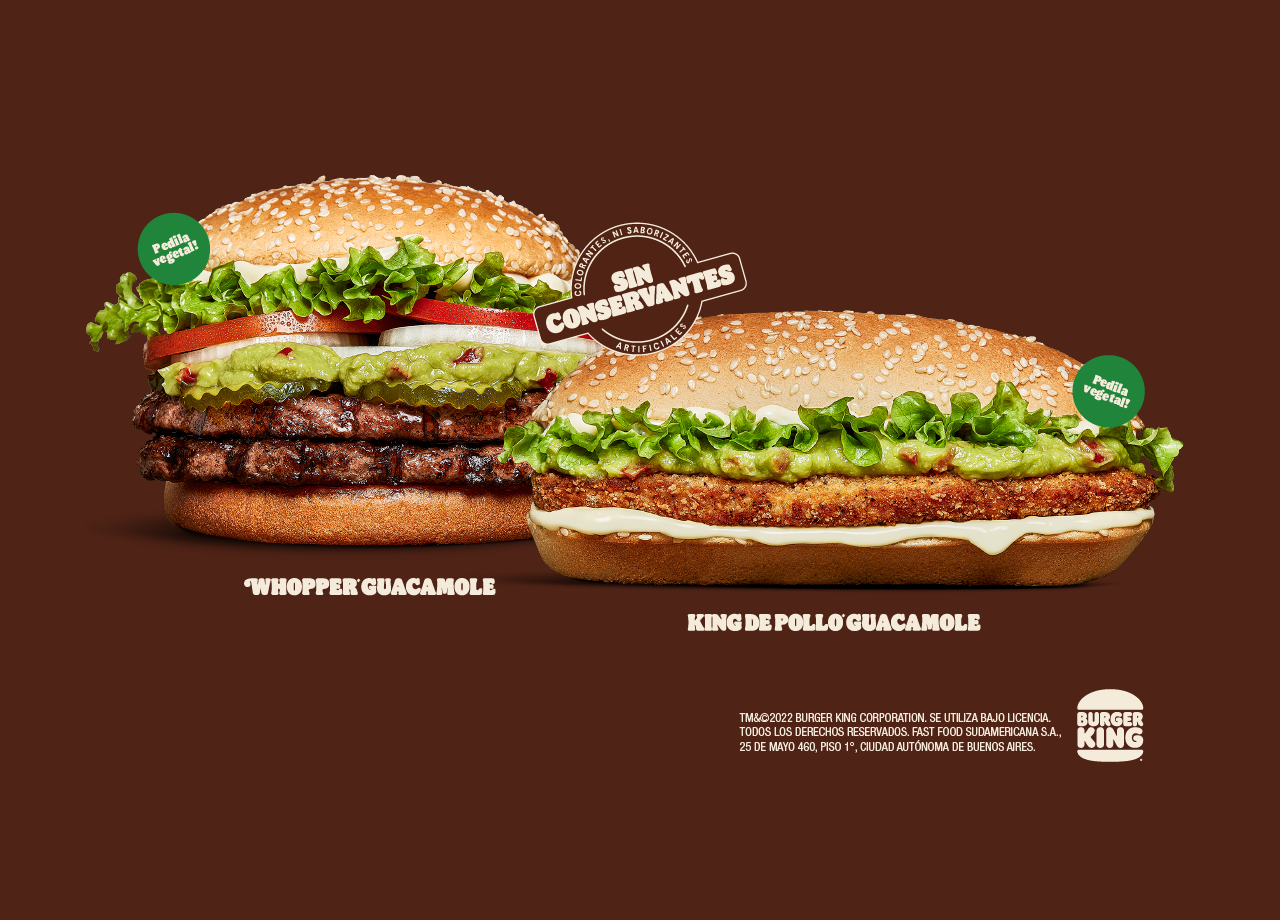 Pedila
vegetal!
COLORANTES, NI SABORIZANTES
SIN
CONSERVANTES
ARTIFICIALES
Pedila
vegetal!
WHOPPER® GUACAMOLE
KING DE POLLO® GUACAMOLE
TM&©2022 BURGER KING CORPORATION. SE UTILIZA BAJO LICENCIA.
TODOS LOS DERECHOS RESERVADOS. FAST FOOD SUDAMERICANA S.A.,
25 DE MAYO 460, PISO 1°, CIUDAD AUTÓNOMA DE BUENOS AIRES.
BURGER
KING